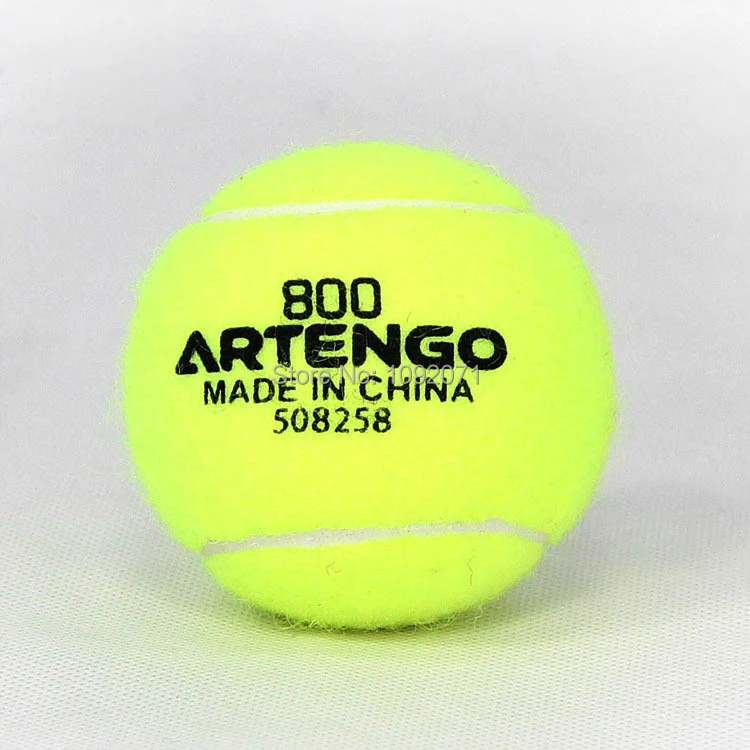 800
ARTENGO
Store No: 1092071
MADE IN CHINA
508258